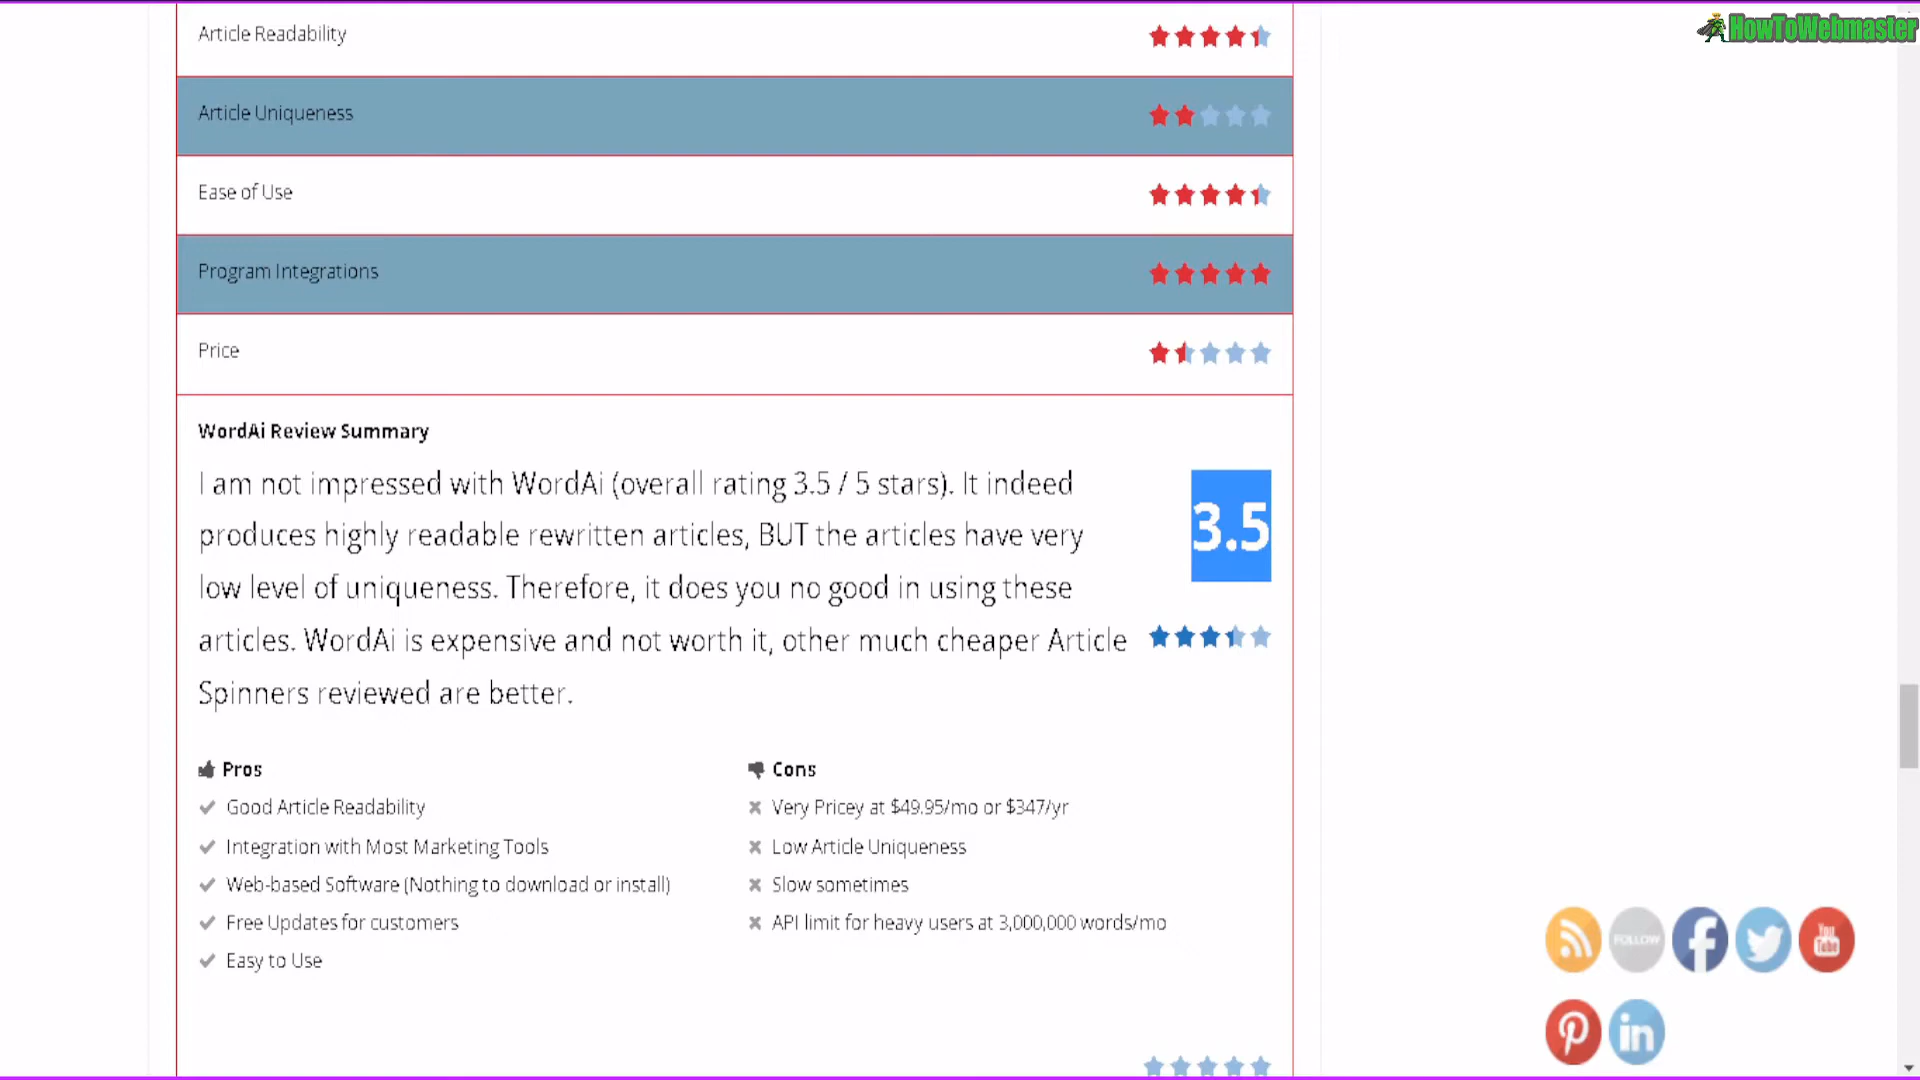 HowToWebmaster
Article Readability
Article Uniqueness
Ease of Use
Program Integrations
Price
WordAi Review Summary
I am not impressed with WordAi (overall rating 3.5 / 5 stars). It indeed
produces highly readable rewritten articles, BUT the articles have very
low level of uniqueness. Therefore, it does you no good in using these
articles. WordAi is expensive and not worth it, other much cheaper Article
Spinners reviewed are better.
3.5
Pros
Good Article Readability
Integration with Most Marketing Tools
Web-based Software (Nothing to download or install)
Free Updates for customers
Easy to Use
Cons
Very Pricey at $49.95/mo or $347/yr
Low Article Uniqueness
Slow sometimes
API limit for heavy users at 3,000,000 words/mo
FOLLOW
You
Tube
in